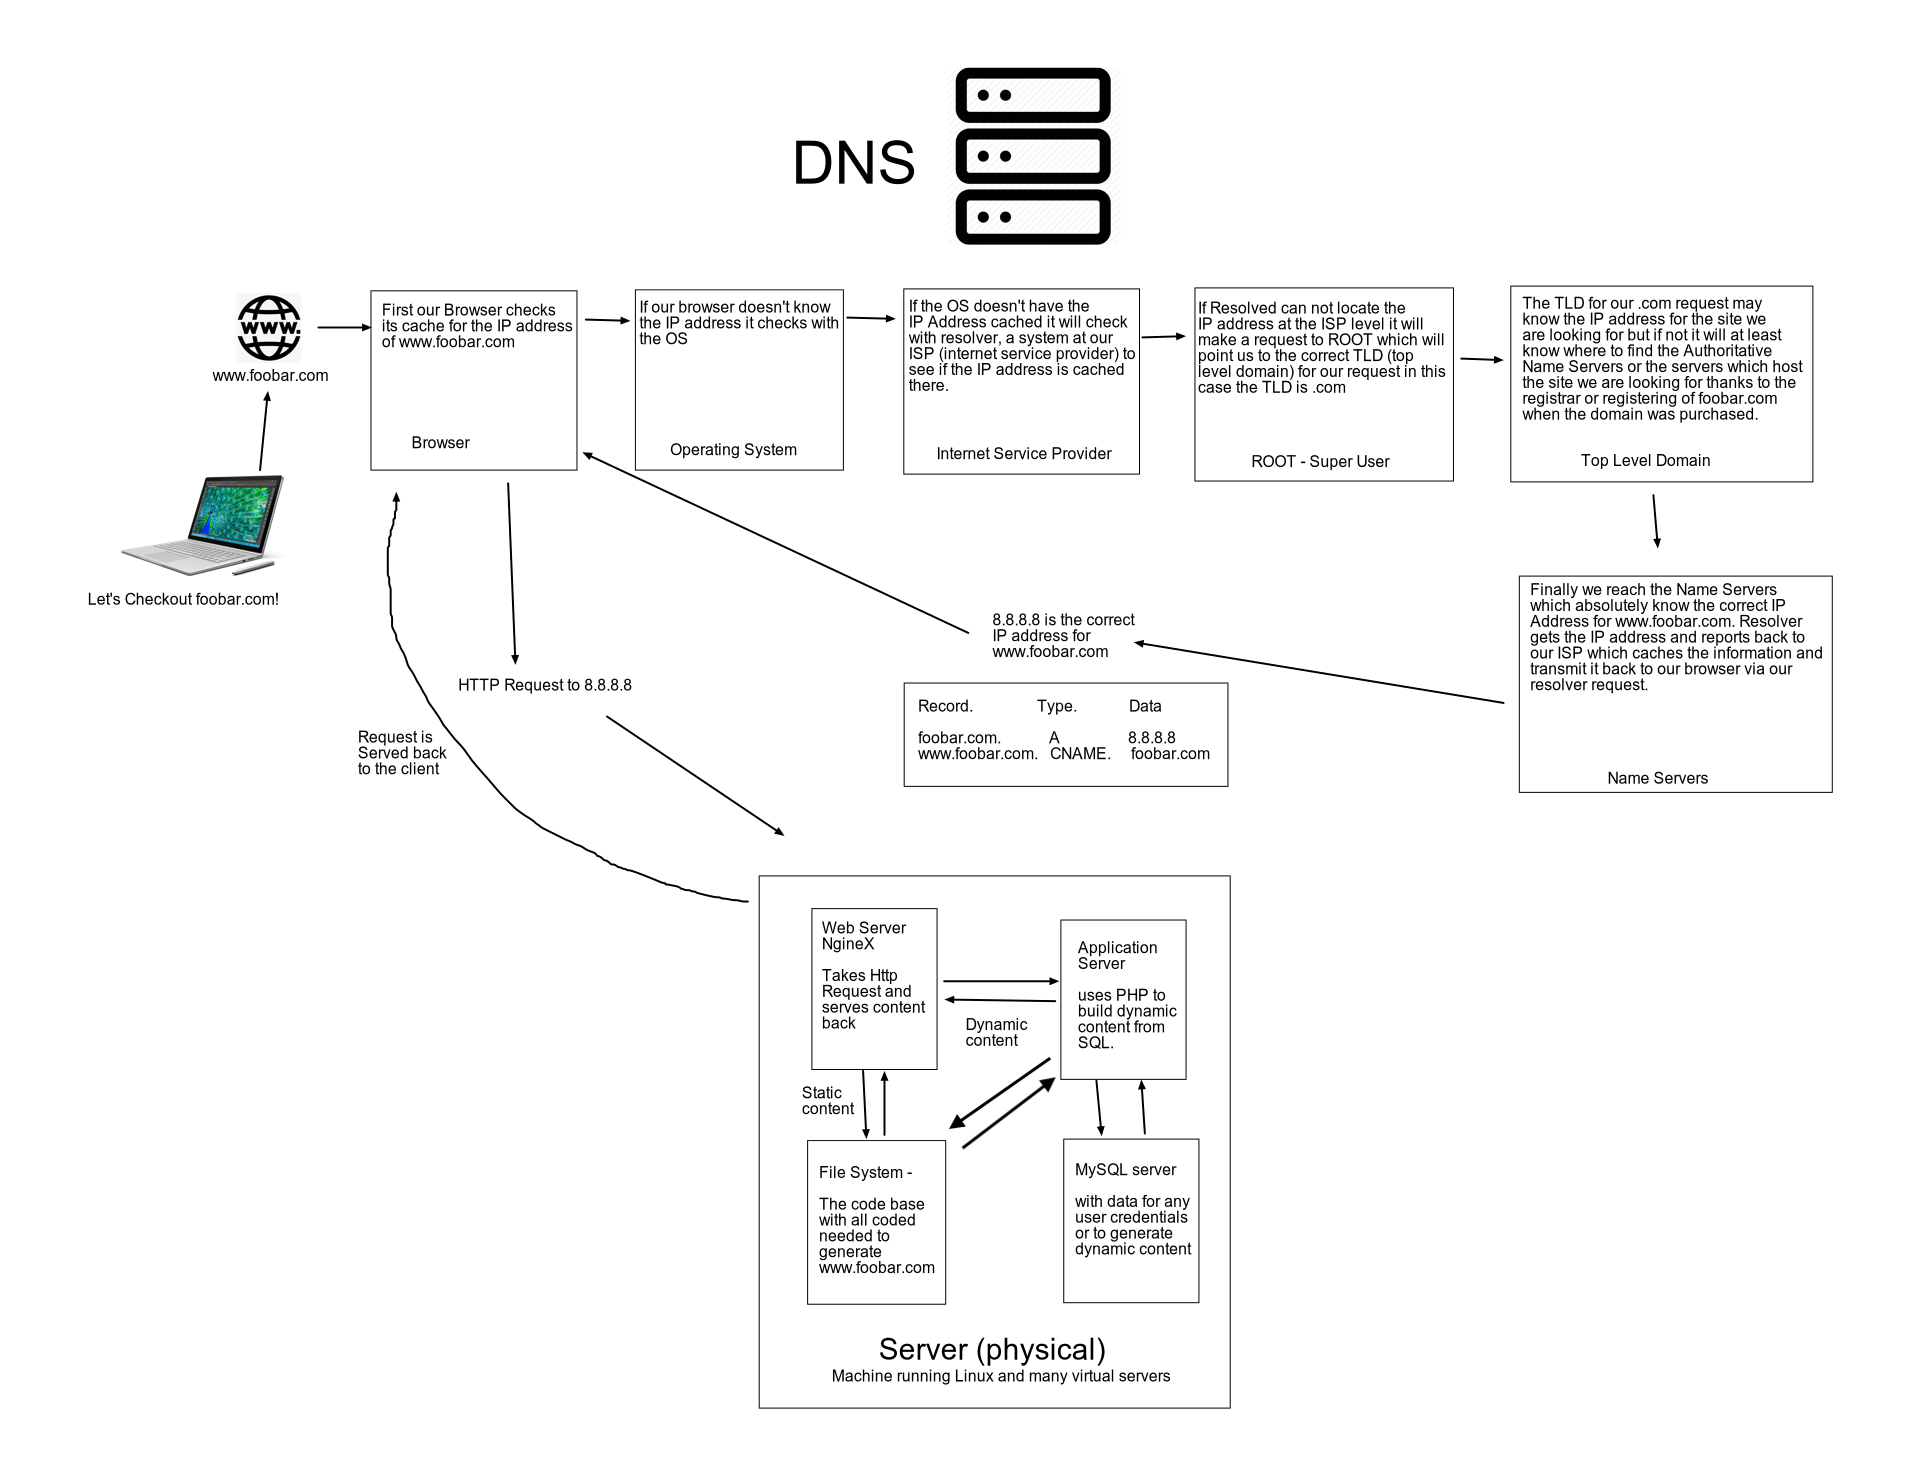 DNS
www.
www.foobar.com
Let's Checkout foobar.com!
First our Browser checks
its cache for the IP address
of www.foobar.com
Browser
If our browser doesn't know
the IP address it checks with
the OS
Operating System
If the OS doesn't have the
IP Address cached it will check
with resolver, a system at our
ISP (internet service provider) to
see if the IP address is cached
there.
Internet Service Provider
If Resolved can not locate the
IP address at the ISP level it will
make a request to ROOT which will
point us to the correct TLD (top
level domain) for our request in this
case the TLD is .com
ROOT - Super User
The TLD for our .com request may
know the IP address for the site we
are looking for but if not it will at least
know where to find the Authoritative
Name Servers or the servers which host
the site we are looking for thanks to the
registrar or registering of foobar.com
when the domain was purchased.
Top Level Domain
Finally we reach the Name Servers
which absolutely know the correct IP
Address for www.foobar.com. Resolver
gets the IP address and reports back to
our ISP which caches the information and
transmit it back to our browser via our
resolver request.
Name Servers
8.8.8.8 is the correct
IP address for
www.foobar.com
Record. Type. Data
foobar.com. A 8.8.8.8
www.foobar.com. CNAME. foobar.com
HTTP Request to 8.8.8.8
Request is
Served back
to the client
Web Server
NgineX
Takes Http
Request and
serves content
back
Application
Server
uses PHP to
build dynamic
content from
SQL.
Dynamic
content
Static
content
File System -
The code base
with all coded
needed to
generate
www.foobar.com
MySQL server
with data for any
user credentials
or to generate
dynamic content
Server (physical)
Machine running Linux and many virtual servers